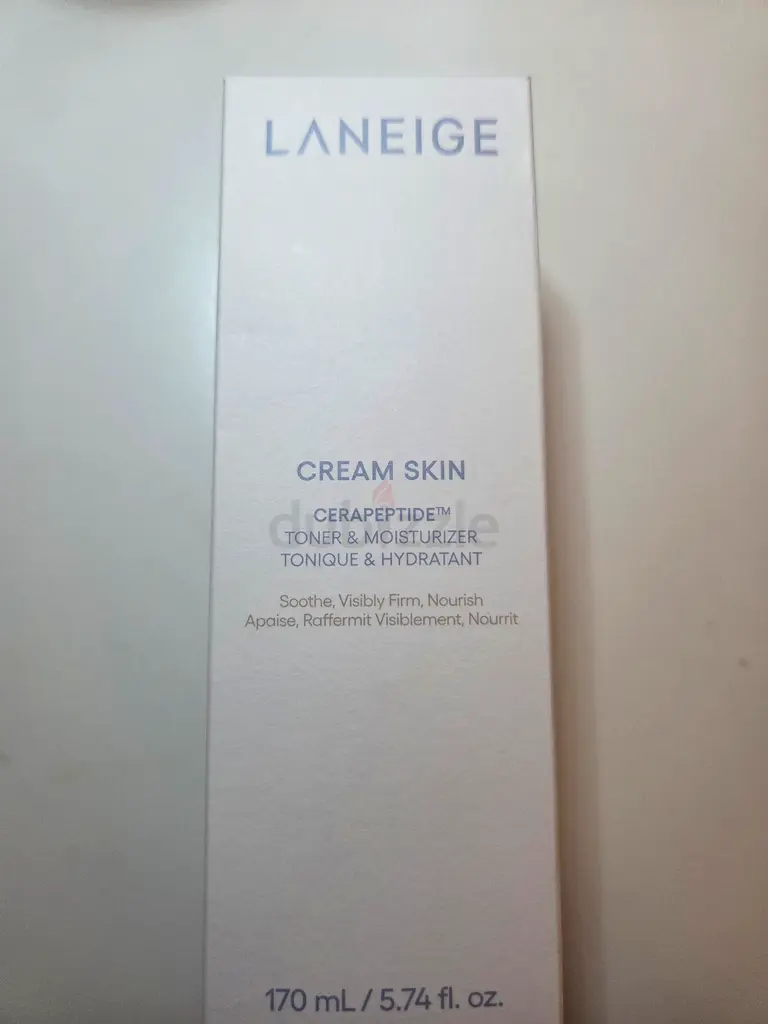 LANEIGE
CREAM SKIN
CERAPEPTIDE™
dubizzle
TONER & MOISTURIZER
TONIQUE & HYDRATANT
Soothe, Visibly Firm, Nourish
Apaise, Raffermit Visiblement, Nourrit
170 mL / 5.74 fl. oz.